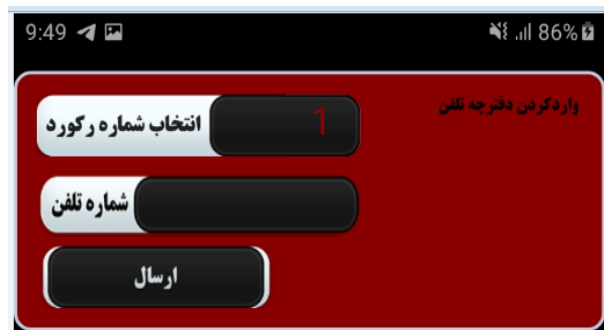 9:49 86%
واردکردن دفترچه تلفن
انتخاب شماره رکورد 1
شماره تلفن
ارسال